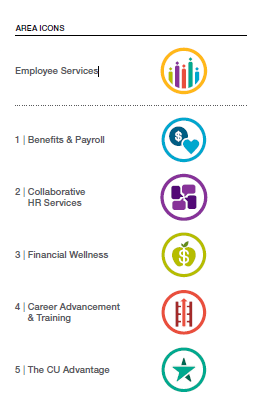 AREA ICONS
Employee Services
1 | Benefits & Payroll
$
2 | Collaborative
HR Services
3 | Financial Wellness
$
4 | Career Advancement
& Training
5 | The CU Advantage